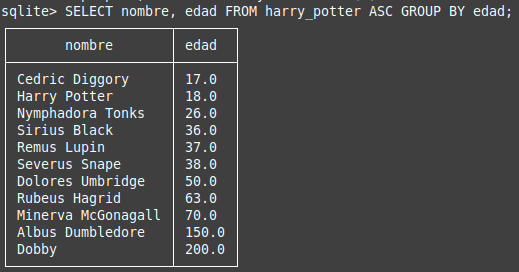 sqlite> SELECT nombre, edad FROM harry_potter ASC GROUP BY edad;
nombre edad
Cedric Diggory 17.0
Harry Potter 18.0
Nymphadora Tonks 26.0
Sirius Black 36.0
Remus Lupin 37.0
Severus Snape 38.0
Dolores Umbridge 50.0
Rubeus Hagrid 63.0
Minerva McGonagall 70.0
Albus Dumbledore 150.0
Dobby 200.0